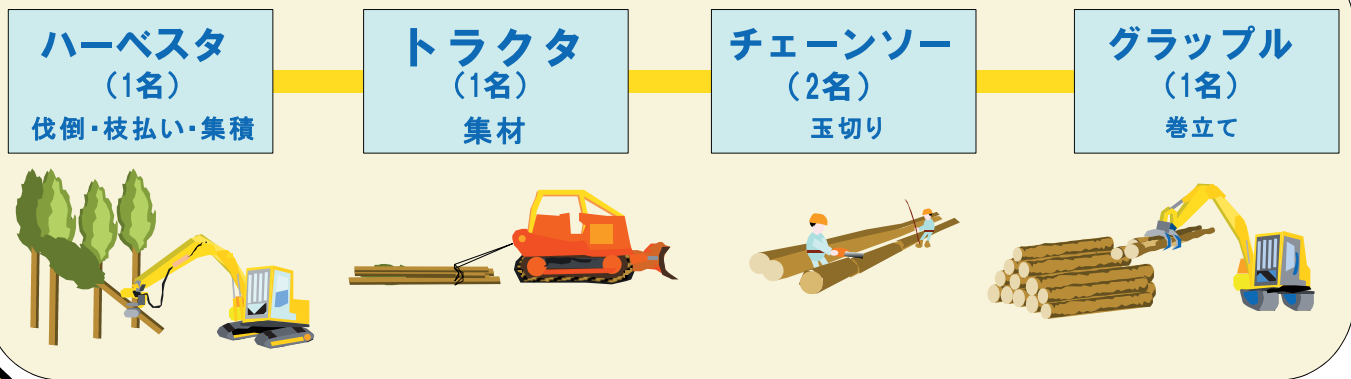 ハーベスタ
(1名)
伐倒・枝払い・集積
トラクタ
(1名)
集材
チェーンソー
(2名)
玉切り
グラップル
(1名)
巻立て